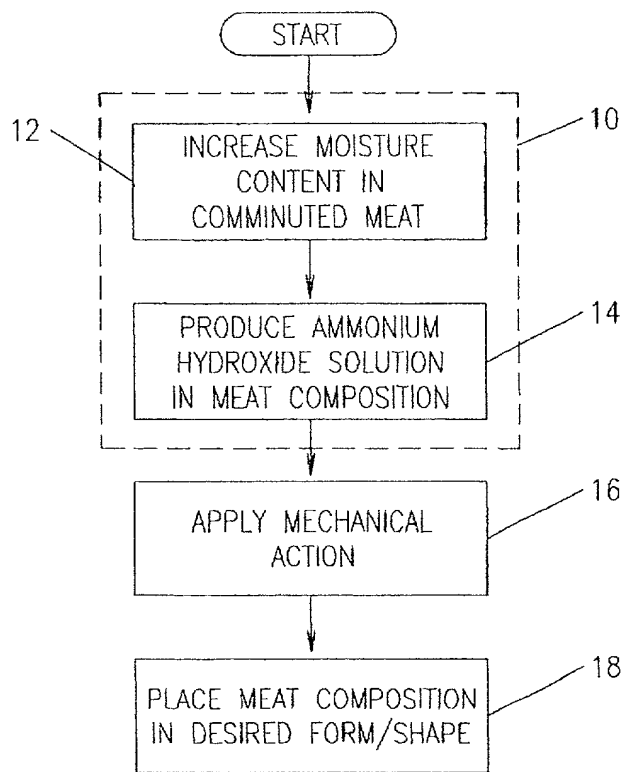 START
10
12
INCREASE MOISTURE
CONTENT IN
COMMINUTED MEAT
14
PRODUCE AMMONIUM
HYDROXIDE SOLUTION
IN MEAT COMPOSITION
16
APPLY MECHANICAL
ACTION
18
PLACE MEAT COMPOSITION
IN DESIRED FORM/SHAPE